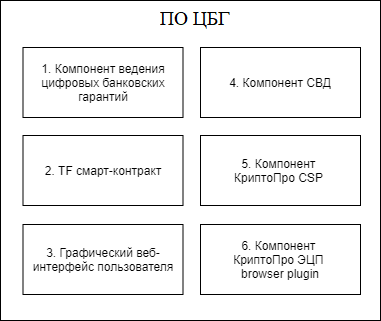 ПО ЦБГ
1. Компонент ведения
цифровых банковских
гарантий
2. TF смарт-контракт
3. Графический веб-
интерфейс пользователя
4. Компонент СВД
5. Компонент
КриптоПро CSP
6. Компонент
КриптоПро ЭЦП
browser plugin